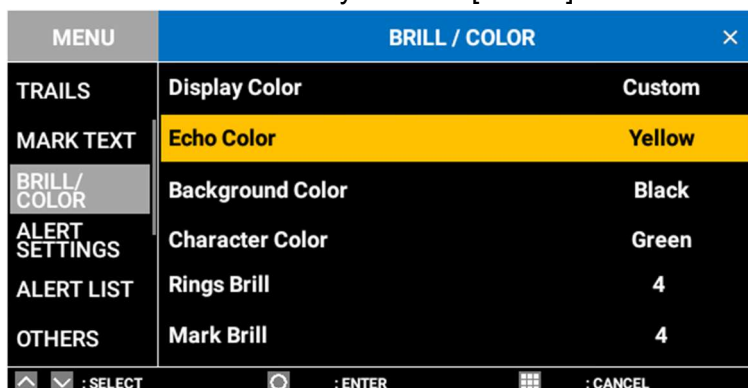 MENU
BRILL / COLOR ×
TRAILS
Display Color Custom
MARK TEXT
Echo Color Yellow
BRILL/
COLOR
Background Color Black
ALERT
SETTINGS
Character Color Green
ALERT LIST
Rings Brill 4
OTHERS
Mark Brill 4
: SELECT : ENTER : CANCEL